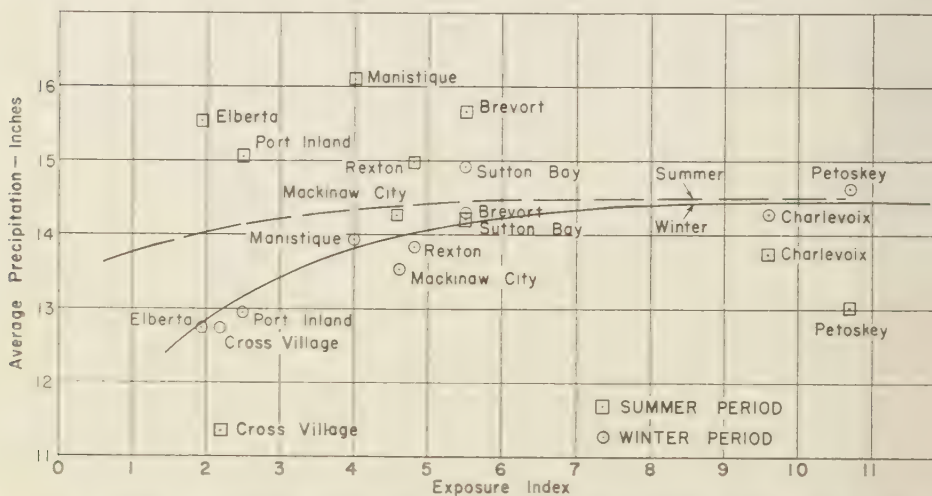 16
Manistique
Elberta
Brevort
Port Inland
15
Rexton
Sutton Bay
Petoskey
Mackinaw City
Summer
Brevort
Charlevoix
14
Manistique
Sutton Bay
Winter
Rexton
Charlevoix
Mackinaw City
13
Elberta
Port Inland
Petoskey
Cross Village
12
SUMMER PERIOD
Cross Village
WINTER PERIOD
11
Average Precipitation – Inches
0 1 2 3 4 5 6 7 8 9 10 11
Exposure Index